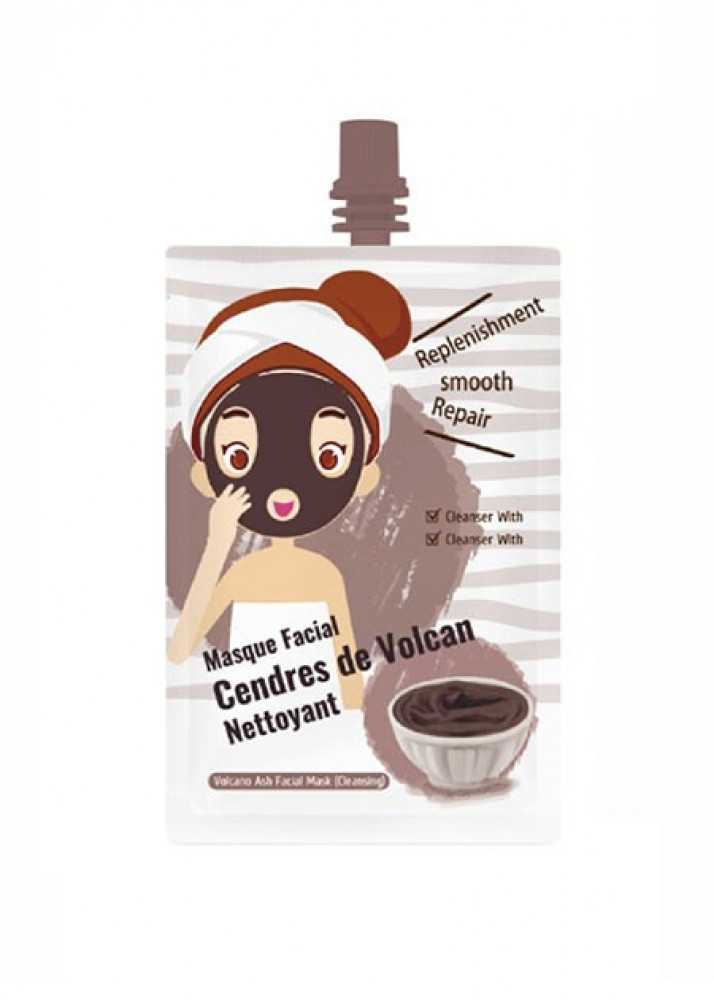 Replenishment
smooth
Repair
Cleanser With
Cleanser With
Masque Facial
Cendres de Volcan
Nettoyant
Volcano Ash Facial Mask (Cleansing)